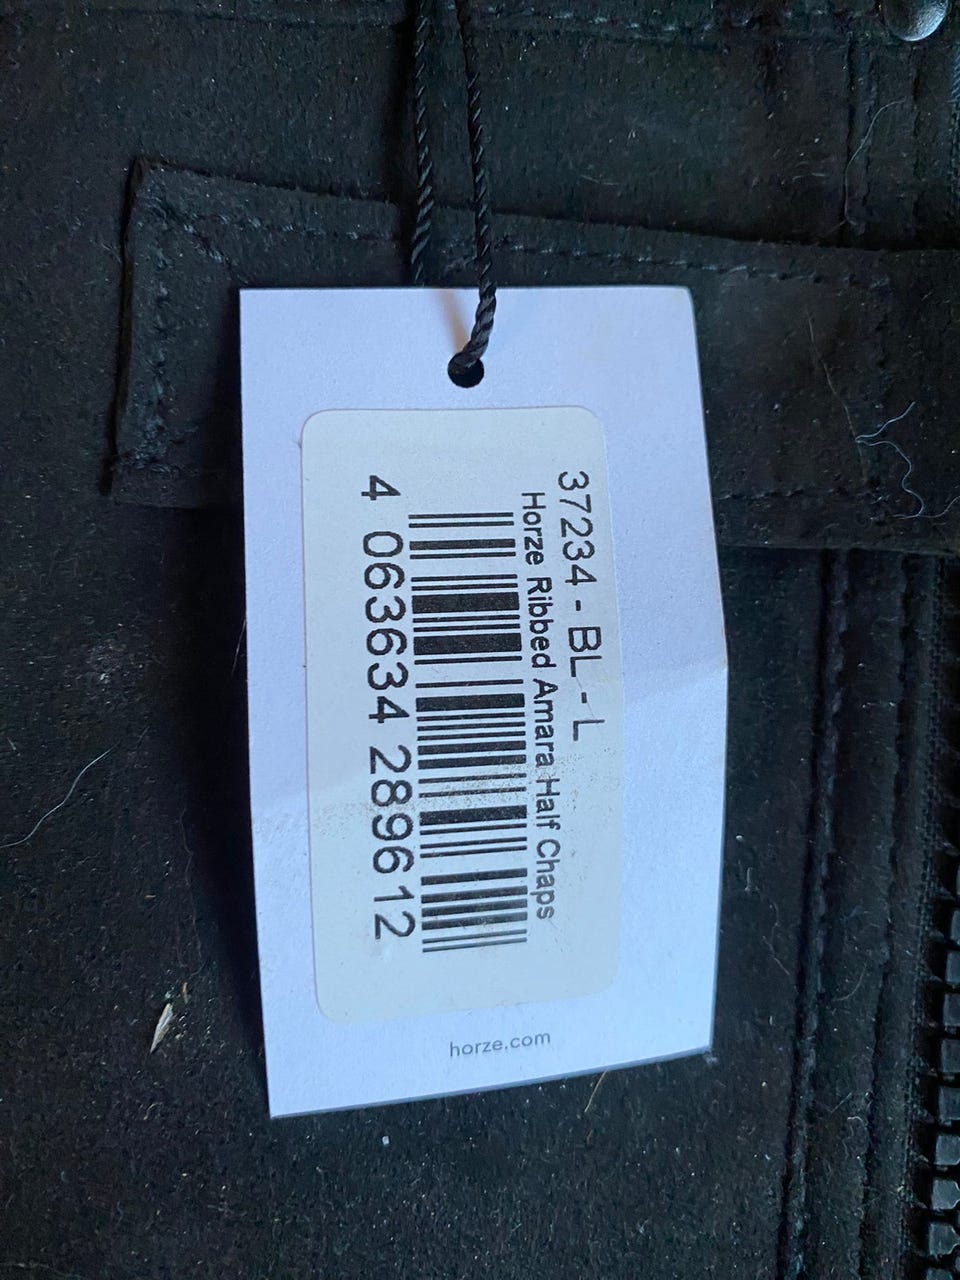 37234 - BL - L
Horze Ribbed Amara Half Chaps
4 063634 289612
horze.com